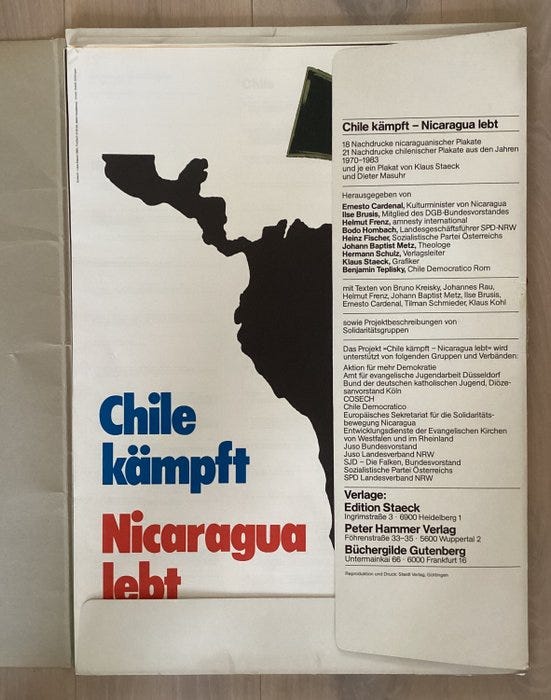 Chile
kämpft
Nicaragua
lebt
Chile kämpft – Nicaragua lebt
18 Nachdrucke nicaraguanischer Plakate
21 Nachdrucke chilenischer Plakate aus den Jahren
1970–1983
und je ein Plakat von Klaus Staeck
und Dieter Masuhr
Herausgegeben von
Ernesto Cardenal, Kulturminister von Nicaragua
Ilse Brusis, Mitglied des DGB-Bundesvorstandes
Helmut Frenz, amnesty international
Bodo Hombach, Landesgeschäftsführer SPD-NRW
Heinz Fischer, Sozialistische Partei Österreichs
Johann Baptist Metz, Theologe
Hermann Schulz, Verlagsleiter
Klaus Staeck, Grafiker
Benjamin Teplisky, Chile Democratico Rom
mit Texten von Bruno Kreisky, Johannes Rau,
Helmut Frenz, Johann Baptist Metz, Ilse Brusis,
Ernesto Cardenal, Tilman Schmieder, Klaus Kohl
sowie Projektbeschreibungen von
Solidaritätsgruppen
Das Projekt »Chile kämpft – Nicaragua lebt« wird
unterstützt von folgenden Gruppen und Verbänden:
Aktion für mehr Demokratie
Amt für evangelische Jugendarbeit Düsseldorf
Bund der deutschen katholischen Jugend, Diöze-
sanvorstand Köln
COSECH
Chile Democratico
Europäisches Sekretariat für die Solidaritäts-
bewegung Nicaragua
Entwicklungsdienste der Evangelischen Kirchen
von Westfalen und im Rheinland
Juso Bundesvorstand
Juso Landesverband NRW
SJD – Die Falken, Bundesvorstand
Sozialistische Partei Österreichs
SPD Landesverband NRW
Verlage:
Edition Staeck
Ingrimstraße 3 · 6900 Heidelberg 1
Peter Hammer Verlag
Föhrenstraße 33–35 · 5600 Wuppertal 2
Büchergilde Gutenberg
Untermainkai 66 · 6000 Frankfurt 16
Reproduktion und Druck: Steidl Verlag, Göttingen